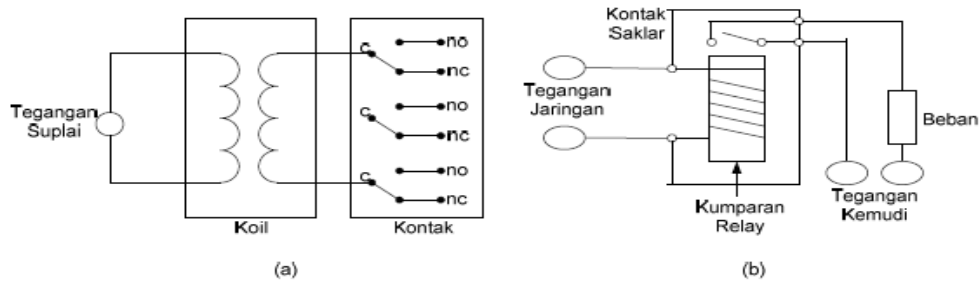 Tegangan
Suplai
Koil
c
no
nc
c
no
nc
c
no
nc
Kontak
(a)
Kontak
Saklar
Tegangan
Jaringan
Kumparan
Relay
Beban
Tegangan
Kemudi
(b)